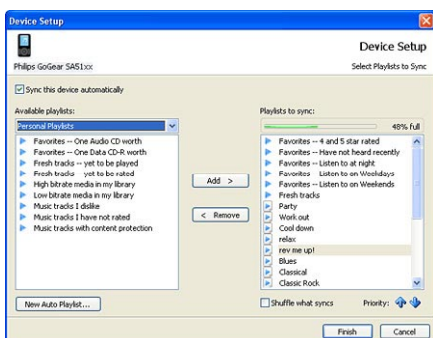 Device Setup
Device Setup
Philips GoGear SA51xx
Select Playlists to Sync
Sync this device automatically
Available playlists:
Personal Playlists
Favorites -- One Audio CD worth
Favorites -- One Data CD-R worth
Fresh tracks -- yet to be played
Fresh tracks -- yet to be rated
High bitrate media in my library
Low bitrate media in my library
Music tracks I dislike
Music tracks I have not rated
Music tracks with content protection
New Auto Playlist...
Add >
< Remove
Playlists to sync:
48% full
Favorites -- 4 and 5 star rated
Favorites -- Have not heard recently
Favorites -- Listen to at night
Favorites -- Listen to on Weekdays
Favorites -- Listen to on Weekends
Fresh tracks
Party
Work out
Cool down
relax
rev me up!
Blues
Classical
Classic Rock
Shuffle what syncs
Priority:
Finish
Cancel